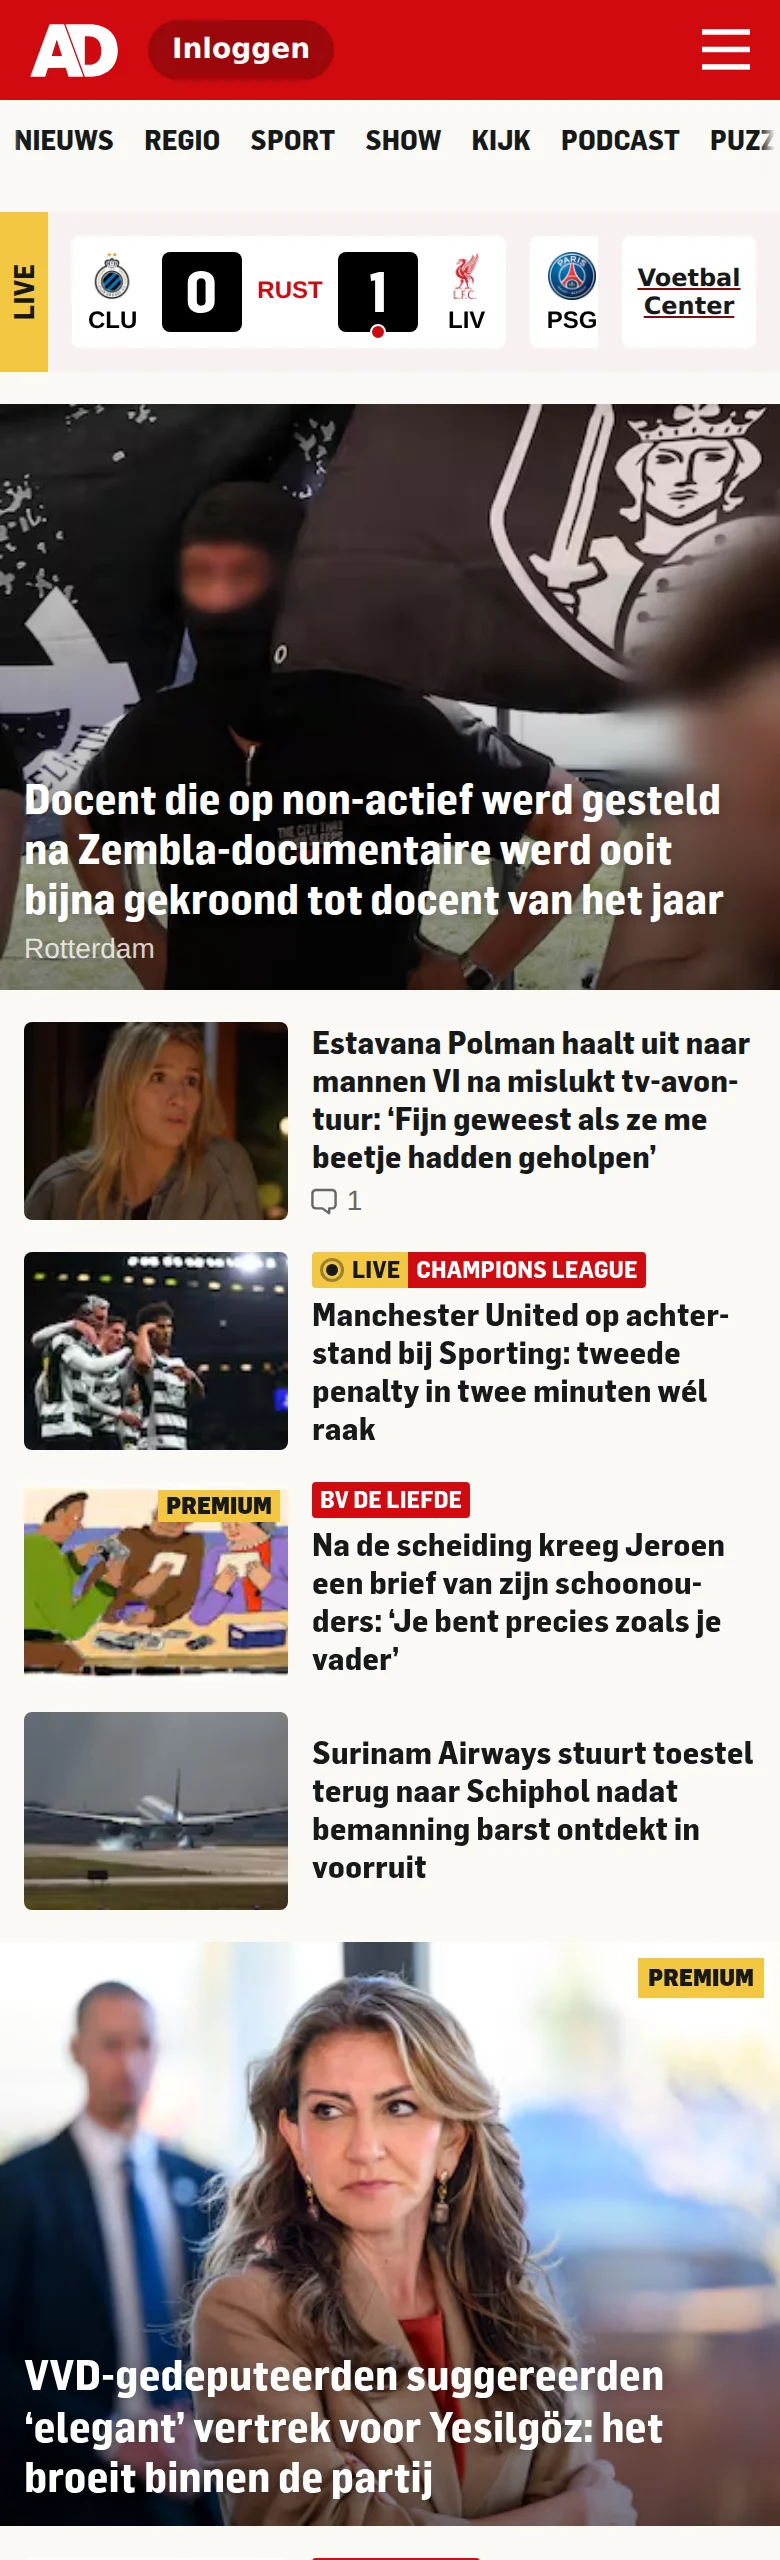 AD
Inloggen
NIEUWS REGIO SPORT SHOW KIJK PODCAST PUZZ
LIVE
CLU
0
RUST
1
L.F.C.
LIV
PARIS
PSG
Voetbal
Center
THE CITY THAT
Docent die op non-actief werd gesteld
na Zembla-documentaire werd ooit
bijna gekroond tot docent van het jaar
Rotterdam
Estavana Polman haalt uit naar
mannen VI na mislukt tv-avon-
tuur: ‘Fijn geweest als ze me
beetje hadden geholpen’
1
LIVE CHAMPIONS LEAGUE
Manchester United op achter-
stand bij Sporting: tweede
penalty in twee minuten wél
raak
PREMIUM
BV DE LIEFDE
Na de scheiding kreeg Jeroen
een brief van zijn schoonou-
ders: ‘Je bent precies zoals je
vader’
Surinam Airways stuurt toestel
terug naar Schiphol nadat
bemanning barst ontdekt in
voorruit
PREMIUM
VVD-gedeputeerden suggereerden
‘elegant’ vertrek voor Yesilgöz: het
broeit binnen de partij